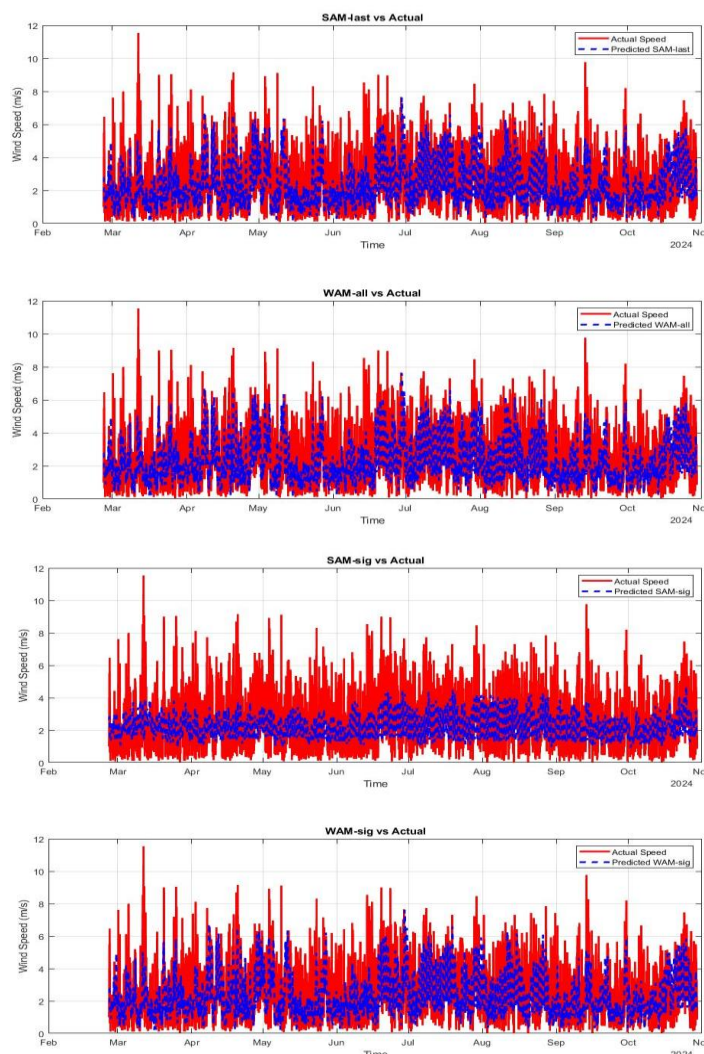 SAM-last vs Actual
12
10
8
6
4
2
0
Wind Speed (m/s)
Actual Speed
Predicted SAM-last
Feb Mar Apr May Jun Jul Aug Sep Oct No
Time
2024
WAM-all vs Actual
12
10
8
6
4
2
0
Wind Speed (m/s)
Actual Speed
Predicted WAM-all
Feb Mar Apr May Jun Jul Aug Sep Oct No
Time
2024
SAM-sig vs Actual
12
10
8
6
4
2
0
Wind Speed (m/s)
Actual Speed
Predicted SAM-sig
Feb Mar Apr May Jun Jul Aug Sep Oct No
Time
2024
WAM-sig vs Actual
12
10
8
6
4
2
0
Wind Speed (m/s)
Actual Speed
Predicted WAM-sig
Feb Mar Apr May Jun Jul Aug Sep Oct No
Time
2024